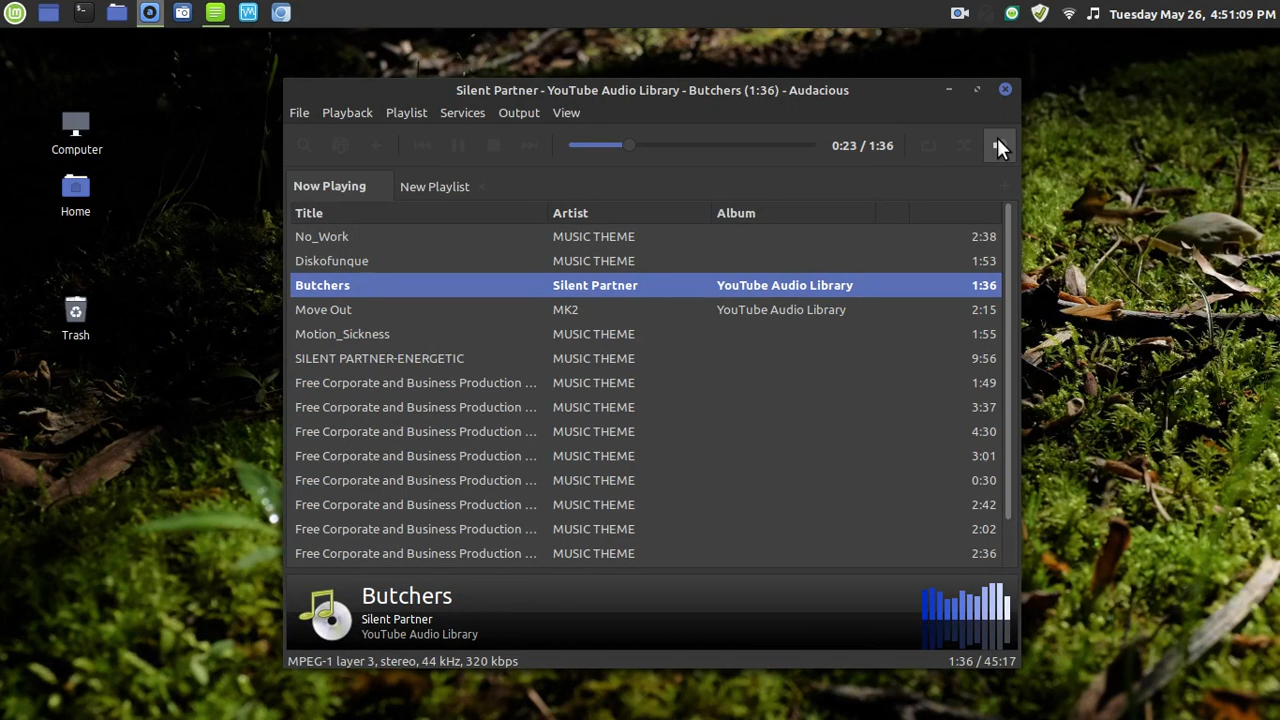 Tuesday May 26, 4:51:09 PM
Computer
Home
Trash
Silent Partner - YouTube Audio Library - Butchers (1:36) - Audacious
File Playback Playlist Services Output View
0:23 / 1:36
Now Playing New Playlist
Title Artist Album
No_Work MUSIC THEME 2:38
Diskofunque MUSIC THEME 1:53
Butchers Silent Partner YouTube Audio Library 1:36
Move Out MK2 YouTube Audio Library 2:15
Motion_Sickness MUSIC THEME 1:55
SILENT PARTNER-ENERGETIC MUSIC THEME 9:56
Free Corporate and Business Production ... MUSIC THEME 1:49
Free Corporate and Business Production ... MUSIC THEME 3:37
Free Corporate and Business Production ... MUSIC THEME 4:30
Free Corporate and Business Production ... MUSIC THEME 3:01
Free Corporate and Business Production ... MUSIC THEME 0:30
Free Corporate and Business Production ... MUSIC THEME 2:42
Free Corporate and Business Production ... MUSIC THEME 2:02
Free Corporate and Business Production ... MUSIC THEME 2:36
Butchers
Silent Partner
YouTube Audio Library
MPEG-1 layer 3, stereo, 44 kHz, 320 kbps 1:36 / 45:17